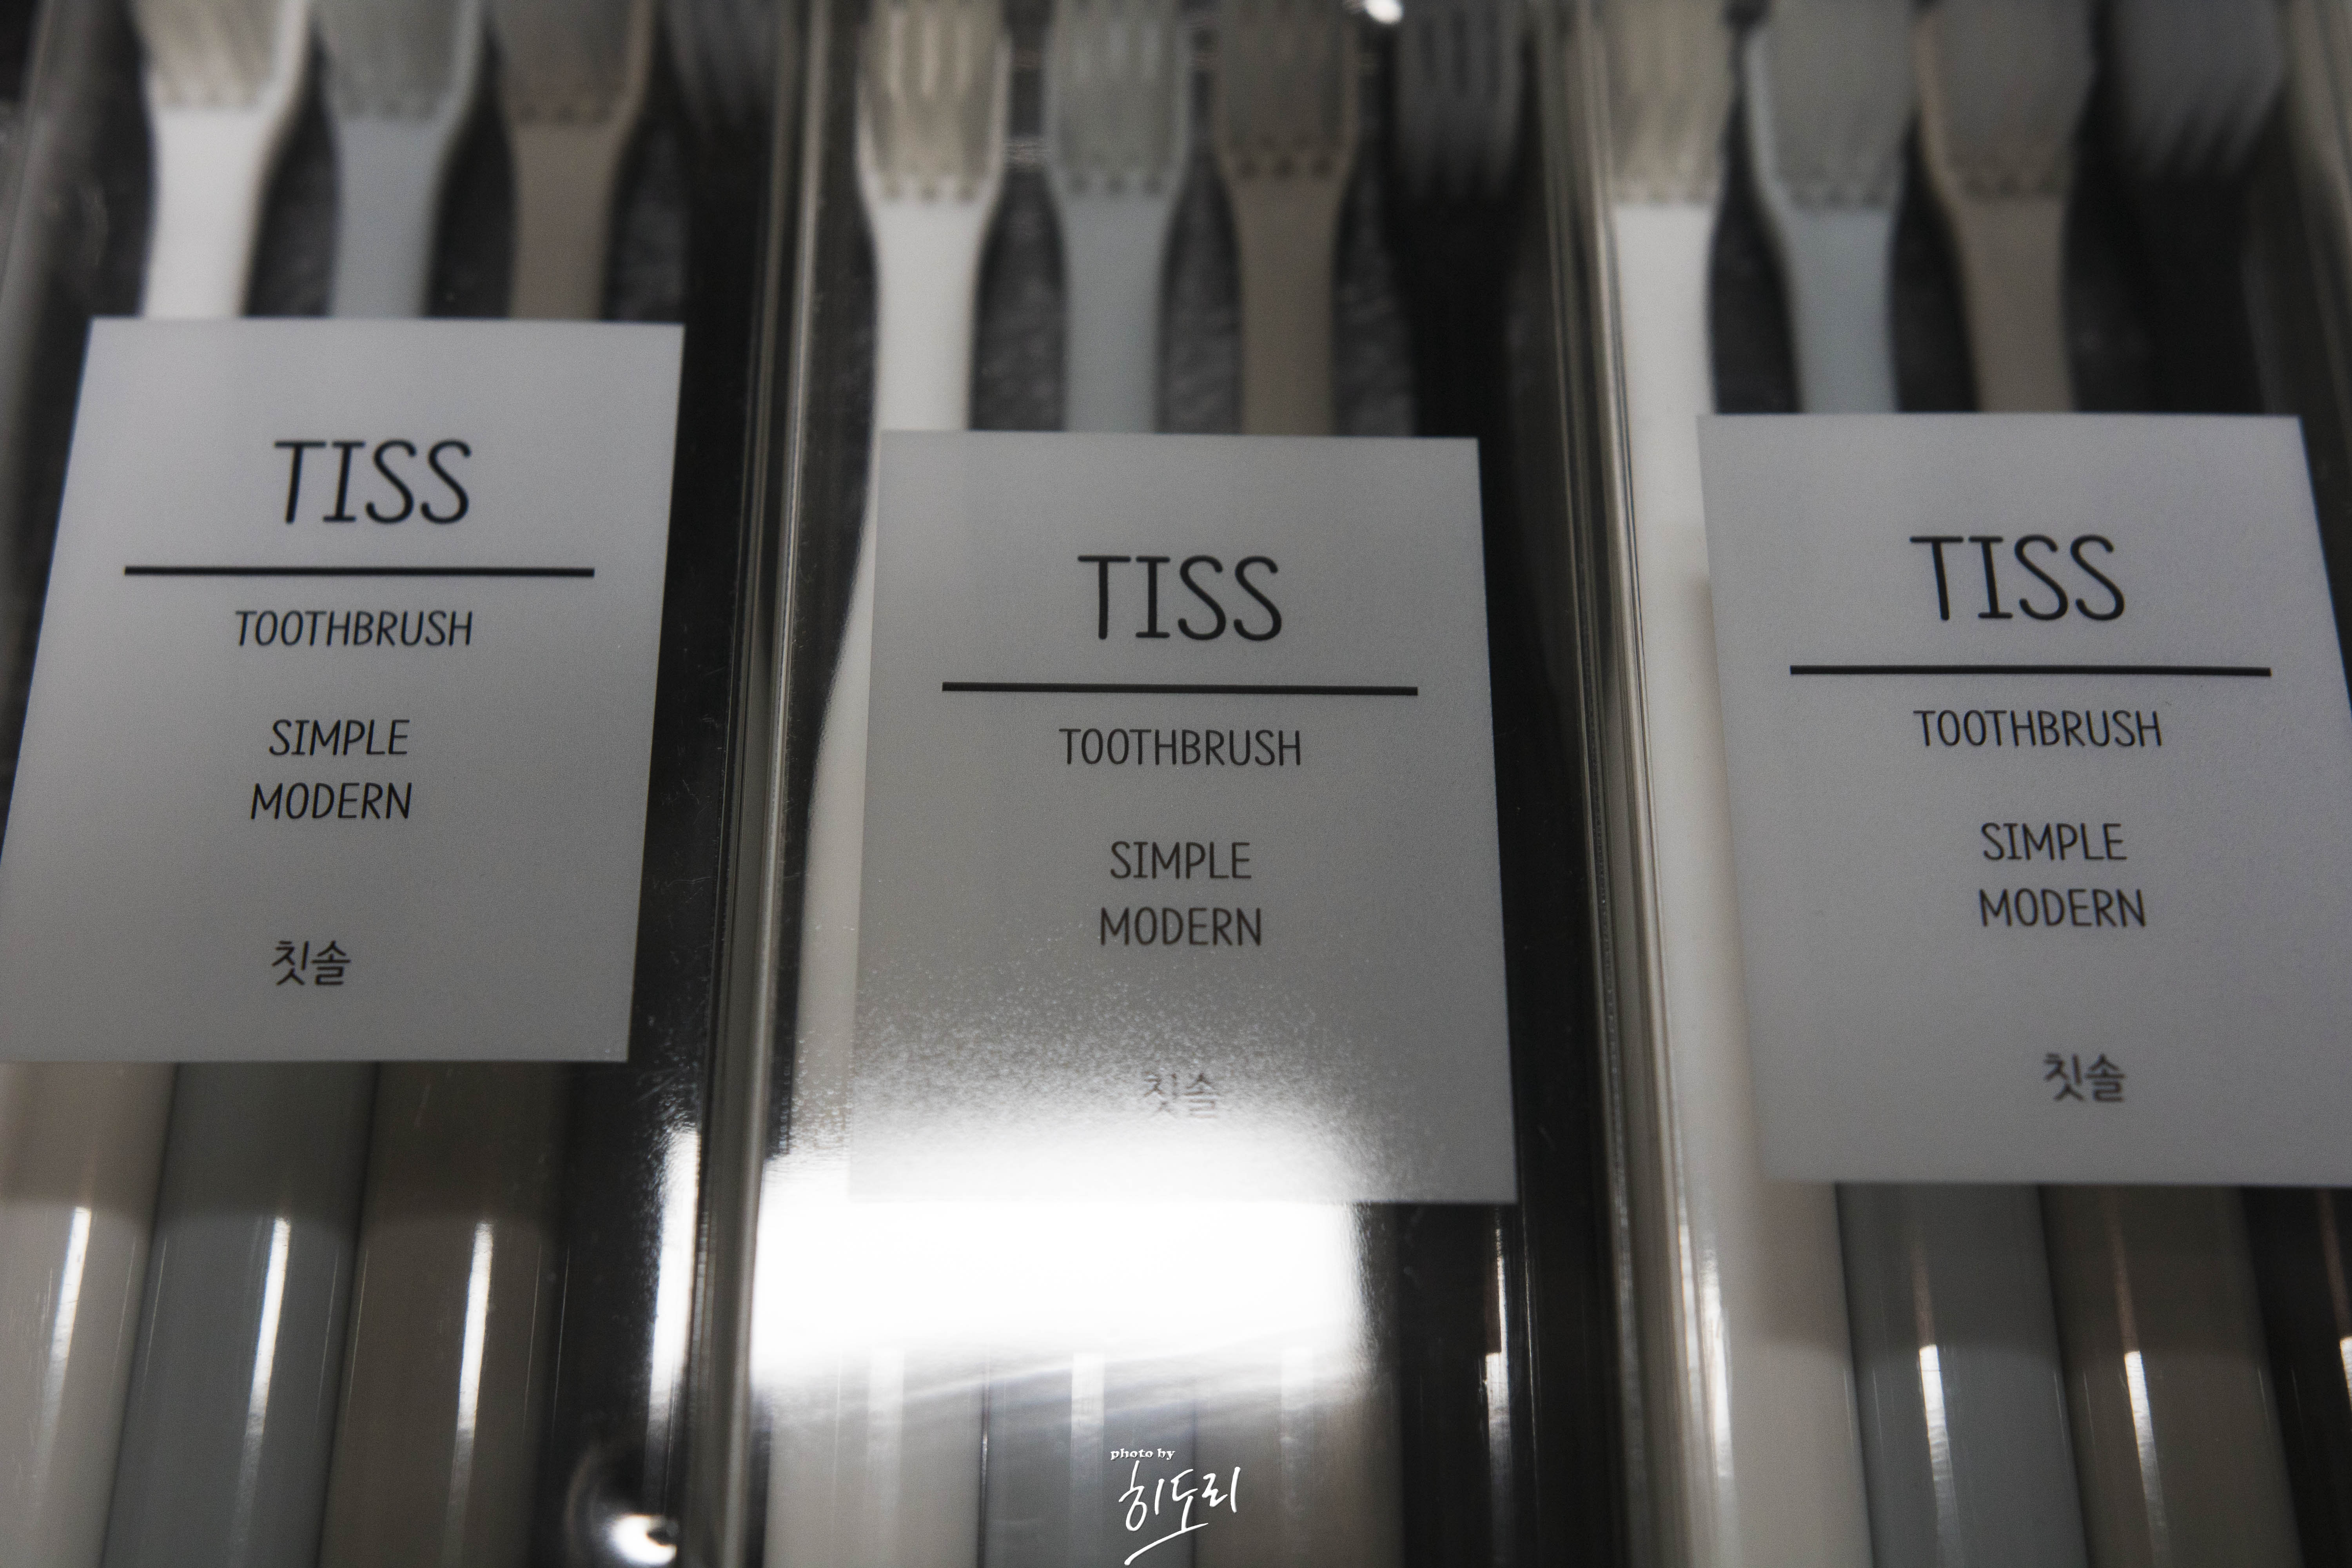 TISS
TOOTHBRUSH
SIMPLE
MODERN
칫솔
TISS
TOOTHBRUSH
SIMPLE
MODERN
칫솔
TISS
TOOTHBRUSH
SIMPLE
MODERN
칫솔
photo by
히도리